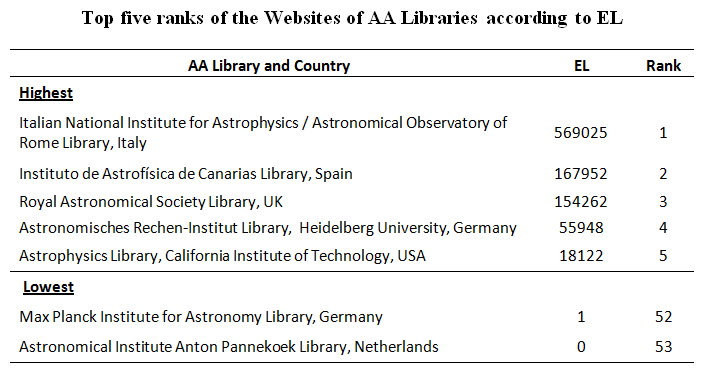 Top five ranks of the Websites of AA Libraries according to EL
AA Library and Country EL Rank
Highest
Italian National Institute for Astrophysics / Astronomical Observatory of
Rome Library, Italy 569025 1
Instituto de Astrofísica de Canarias Library, Spain 167952 2
Royal Astronomical Society Library, UK 154262 3
Astronomisches Rechen-Institut Library, Heidelberg University, Germany 55948 4
Astrophysics Library, California Institute of Technology, USA 18122 5
Lowest
Max Planck Institute for Astronomy Library, Germany 1 52
Astronomical Institute Anton Pannekoek Library, Netherlands 0 53